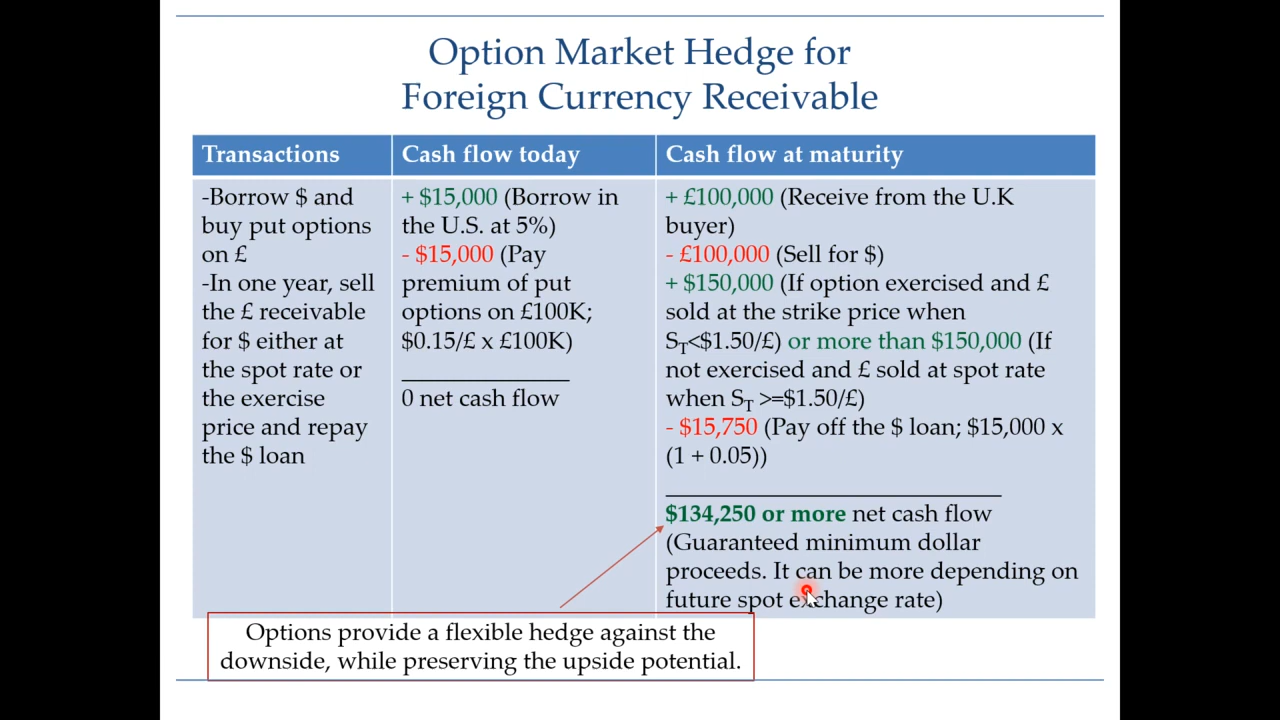 Option Market Hedge for
Foreign Currency Receivable
Transactions
Cash flow today
Cash flow at maturity
-Borrow $ and
buy put options
on £
-In one year, sell
the £ receivable
for $ either at
the spot rate or
the exercise
price and repay
the $ loan
+ $15,000 (Borrow in
the U.S. at 5%)
- $15,000 (Pay
premium of put
options on £100K;
$0.15/£ x £100K)
0 net cash flow
+ £100,000 (Receive from the U.K
buyer)
- £100,000 (Sell for $)
+ $150,000 (If option exercised and £
sold at the strike price when
S_T<$1.50/£) or more than $150,000 (If
not exercised and £ sold at spot rate
when S_T >=$1.50/£)
- $15,750 (Pay off the $ loan; $15,000 x
(1 + 0.05))
$134,250 or more net cash flow
(Guaranteed minimum dollar
proceeds. It can be more depending on
future spot exchange rate)
Options provide a flexible hedge against the
downside, while preserving the upside potential.